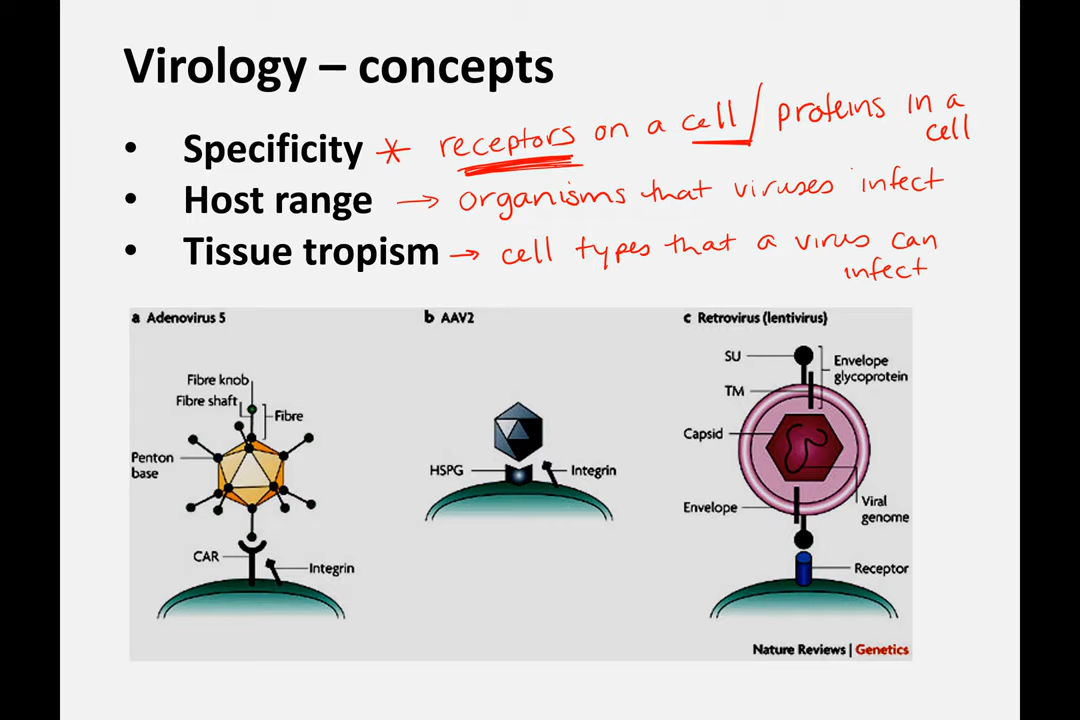 Virology – concepts
• Specificity * receptors on a cell / proteins in a
cell
• Host range → organisms that viruses infect
• Tissue tropism → cell types that a virus can
infect
a Adenovirus 5
Fibre knob
Fibre shaft
Fibre
Penton
base
CAR
Integrin
b AAV2
HSPG
Integrin
c Retrovirus (lentivirus)
SU
Envelope
glycoprotein
TM
Capsid
Viral
genome
Envelope
Receptor
Nature Reviews | Genetics